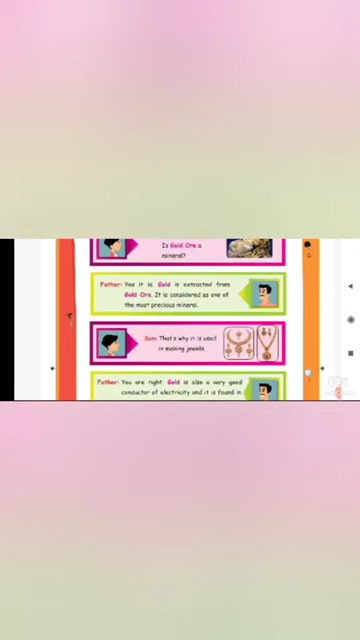 Is Gold Ore a
mineral?
Father: Yes it is. Gold is extracted from
Gold Ore. It is considered as one of
the most precious mineral.
Son: That's why it is used
in making jewels.
Father: You are right. Gold is also a very good
conductor of electricity and it is found in